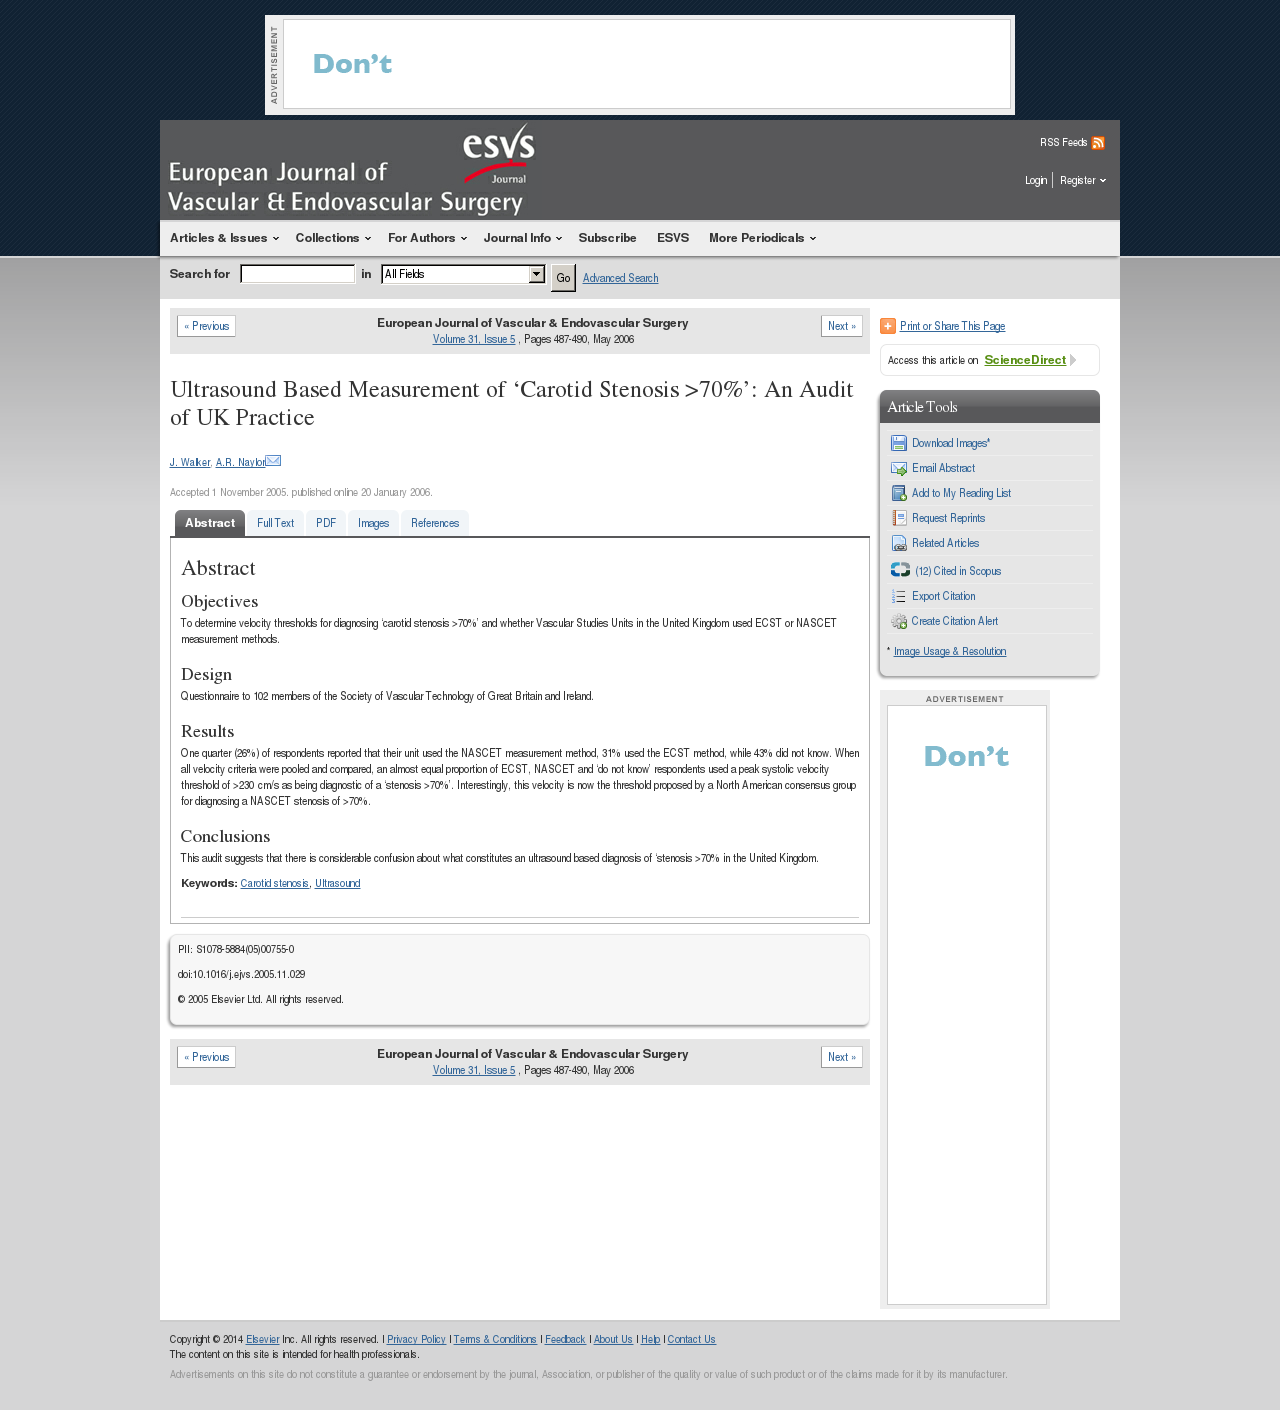 ADVERTISEMENT
Don't
European Journal of
Vascular & Endovascular Surgery
esvs
Journal
RSS Feeds
Login | Register
Articles & Issues Collections For Authors Journal Info Subscribe ESVS More Periodicals
Search for in All Fields Go Advanced Search
« Previous
European Journal of Vascular & Endovascular Surgery
Volume 31, Issue 5 , Pages 487-490, May 2006
Next »
Ultrasound Based Measurement of ‘Carotid Stenosis >70%’: An Audit
of UK Practice
J. Walker, A.R. Naylor
Accepted 1 November 2005. published online 20 January 2006.
Abstract Full Text PDF Images References
Abstract
Objectives
To determine velocity thresholds for diagnosing ‘carotid stenosis >70%’ and whether Vascular Studies Units in the United Kingdom used ECST or NASCET
measurement methods.
Design
Questionnaire to 102 members of the Society of Vascular Technology of Great Britain and Ireland.
Results
One quarter (26%) of respondents reported that their unit used the NASCET measurement method, 31% used the ECST method, while 43% did not know. When
all velocity criteria were pooled and compared, an almost equal proportion of ECST, NASCET and ‘do not know’ respondents used a peak systolic velocity
threshold of >230 cm/s as being diagnostic of a ‘stenosis >70%’. Interestingly, this velocity is now the threshold proposed by a North American consensus group
for diagnosing a NASCET stenosis of >70%.
Conclusions
This audit suggests that there is considerable confusion about what constitutes an ultrasound based diagnosis of ‘stenosis >70% in the United Kingdom.
Keywords: Carotid stenosis, Ultrasound
PII: S1078-5884(05)00755-0
doi:10.1016/j.ejvs.2005.11.029
© 2005 Elsevier Ltd. All rights reserved.
« Previous
European Journal of Vascular & Endovascular Surgery
Volume 31, Issue 5 , Pages 487-490, May 2006
Next »
Print or Share This Page
Access this article on ScienceDirect
Article Tools
Download Images*
Email Abstract
Add to My Reading List
Request Reprints
Related Articles
(12) Cited in Scopus
Export Citation
Create Citation Alert
* Image Usage & Resolution
ADVERTISEMENT
Don't
Copyright © 2014 Elsevier Inc. All rights reserved. | Privacy Policy | Terms & Conditions | Feedback | About Us | Help | Contact Us
The content on this site is intended for health professionals.
Advertisements on this site do not constitute a guarantee or endorsement by the journal, Association, or publisher of the quality or value of such product or of the claims made for it by its manufacturer.